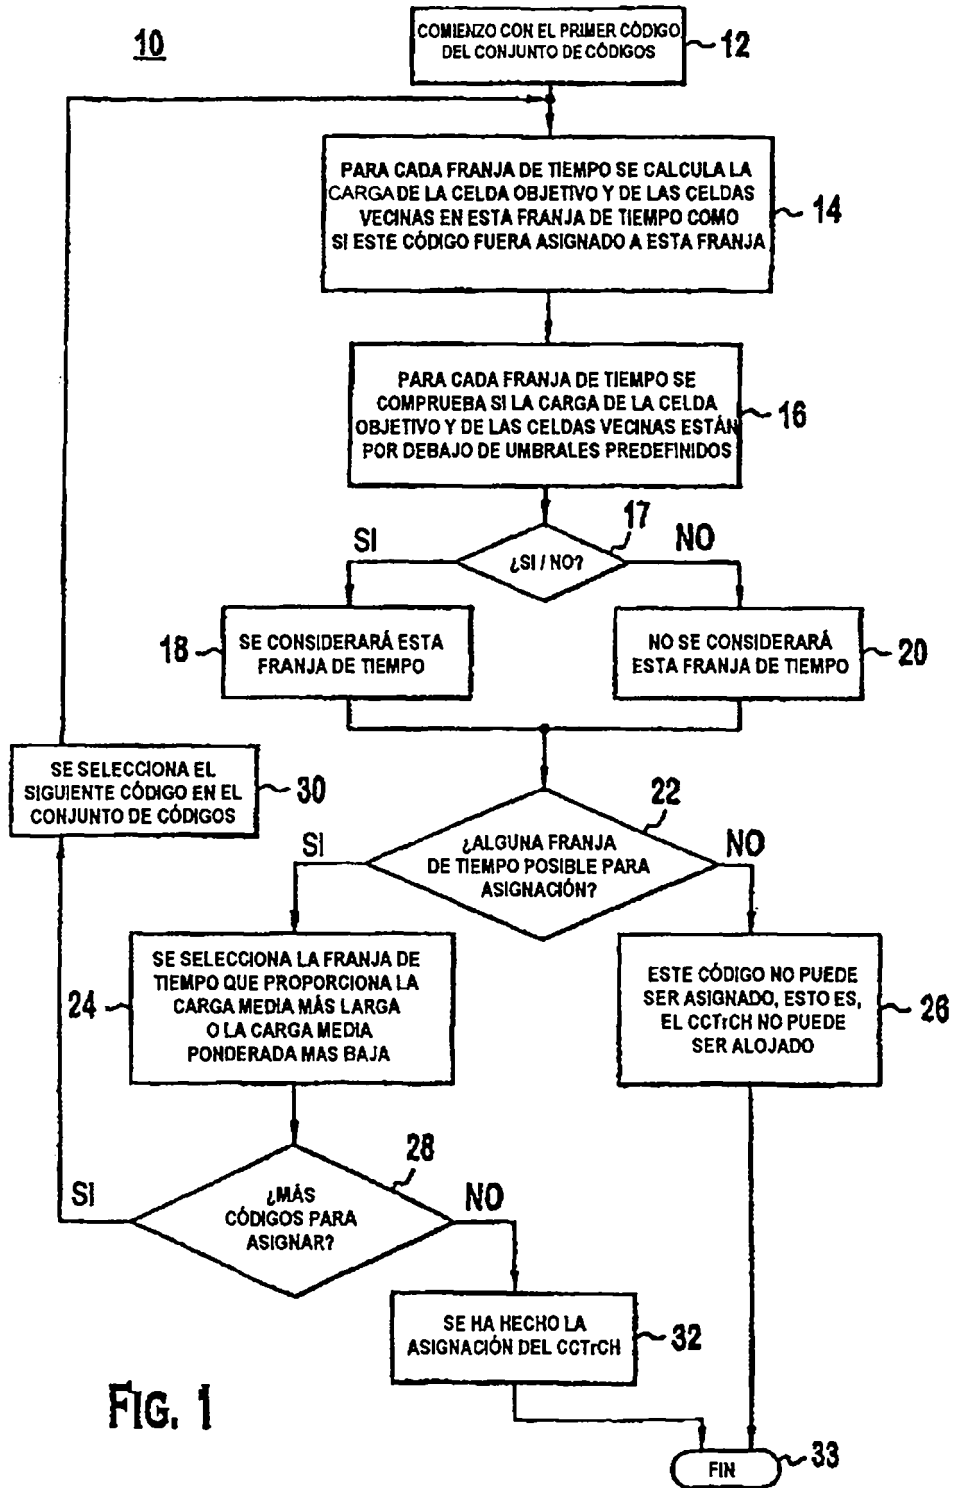 10
COMIENZO CON EL PRIMER CÓDIGO
DEL CONJUNTO DE CÓDIGOS
12
PARA CADA FRANJA DE TIEMPO SE CALCULA LA
CARGA DE LA CELDA OBJETIVO Y DE LAS CELDAS
VECINAS EN ESTA FRANJA DE TIEMPO COMO
SI ESTE CÓDIGO FUERA ASIGNADO A ESTA FRANJA
14
PARA CADA FRANJA DE TIEMPO SE
COMPRUEBA SI LA CARGA DE LA CELDA
OBJETIVO Y DE LAS CELDAS VECINAS ESTÁN
POR DEBAJO DE UMBRALES PREDEFINIDOS
16
17
SI
¿SI / NO?
NO
18
SE CONSIDERARÁ ESTA
FRANJA DE TIEMPO
NO SE CONSIDERARÁ
ESTA FRANJA DE TIEMPO
20
SE SELECCIONA EL
SIGUIENTE CÓDIGO EN EL
CONJUNTO DE CÓDIGOS
30
22
SI
¿ALGUNA FRANJA
DE TIEMPO POSIBLE PARA
ASIGNACIÓN?
NO
24
SE SELECCIONA LA FRANJA DE
TIEMPO QUE PROPORCIONA LA
CARGA MEDIA MÁS LARGA
O LA CARGA MEDIA
PONDERADA MAS BAJA
ESTE CÓDIGO NO PUEDE
SER ASIGNADO, ESTO ES,
EL CCTrCH NO PUEDE
SER ALOJADO
26
28
SI
¿MÁS
CÓDIGOS PARA
ASIGNAR?
NO
SE HA HECHO LA
ASIGNACIÓN DEL CCTrCH
32
FIG. 1
FIN
33